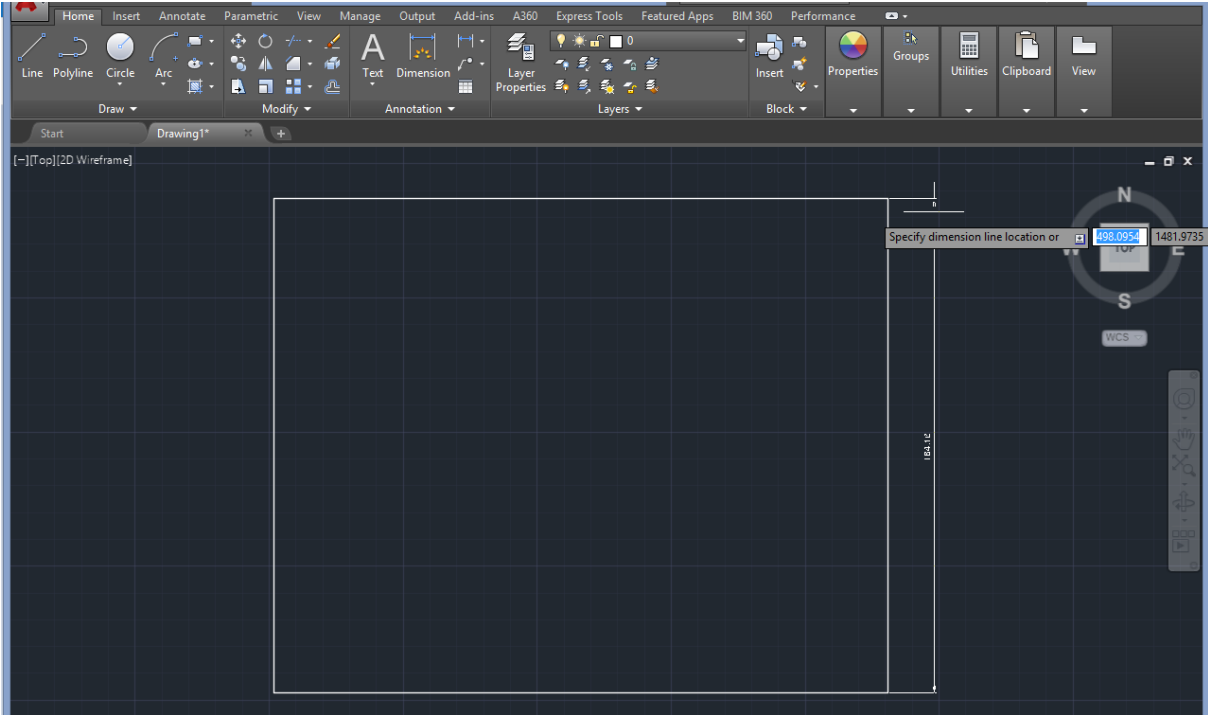 Home Insert Annotate Parametric View Manage Output Add-ins A360 Express Tools Featured Apps BIM 360 Performance
Line Polyline Circle Arc Text Dimension Layer Properties 0 Insert Properties Groups Utilities Clipboard View
Draw Modify Annotation Layers Block
Start Drawing1* +
[−][Top][2D Wireframe]
N
Specify dimension line location or 498.0954 1481.9735
W TOP E
S
WCS
184.12